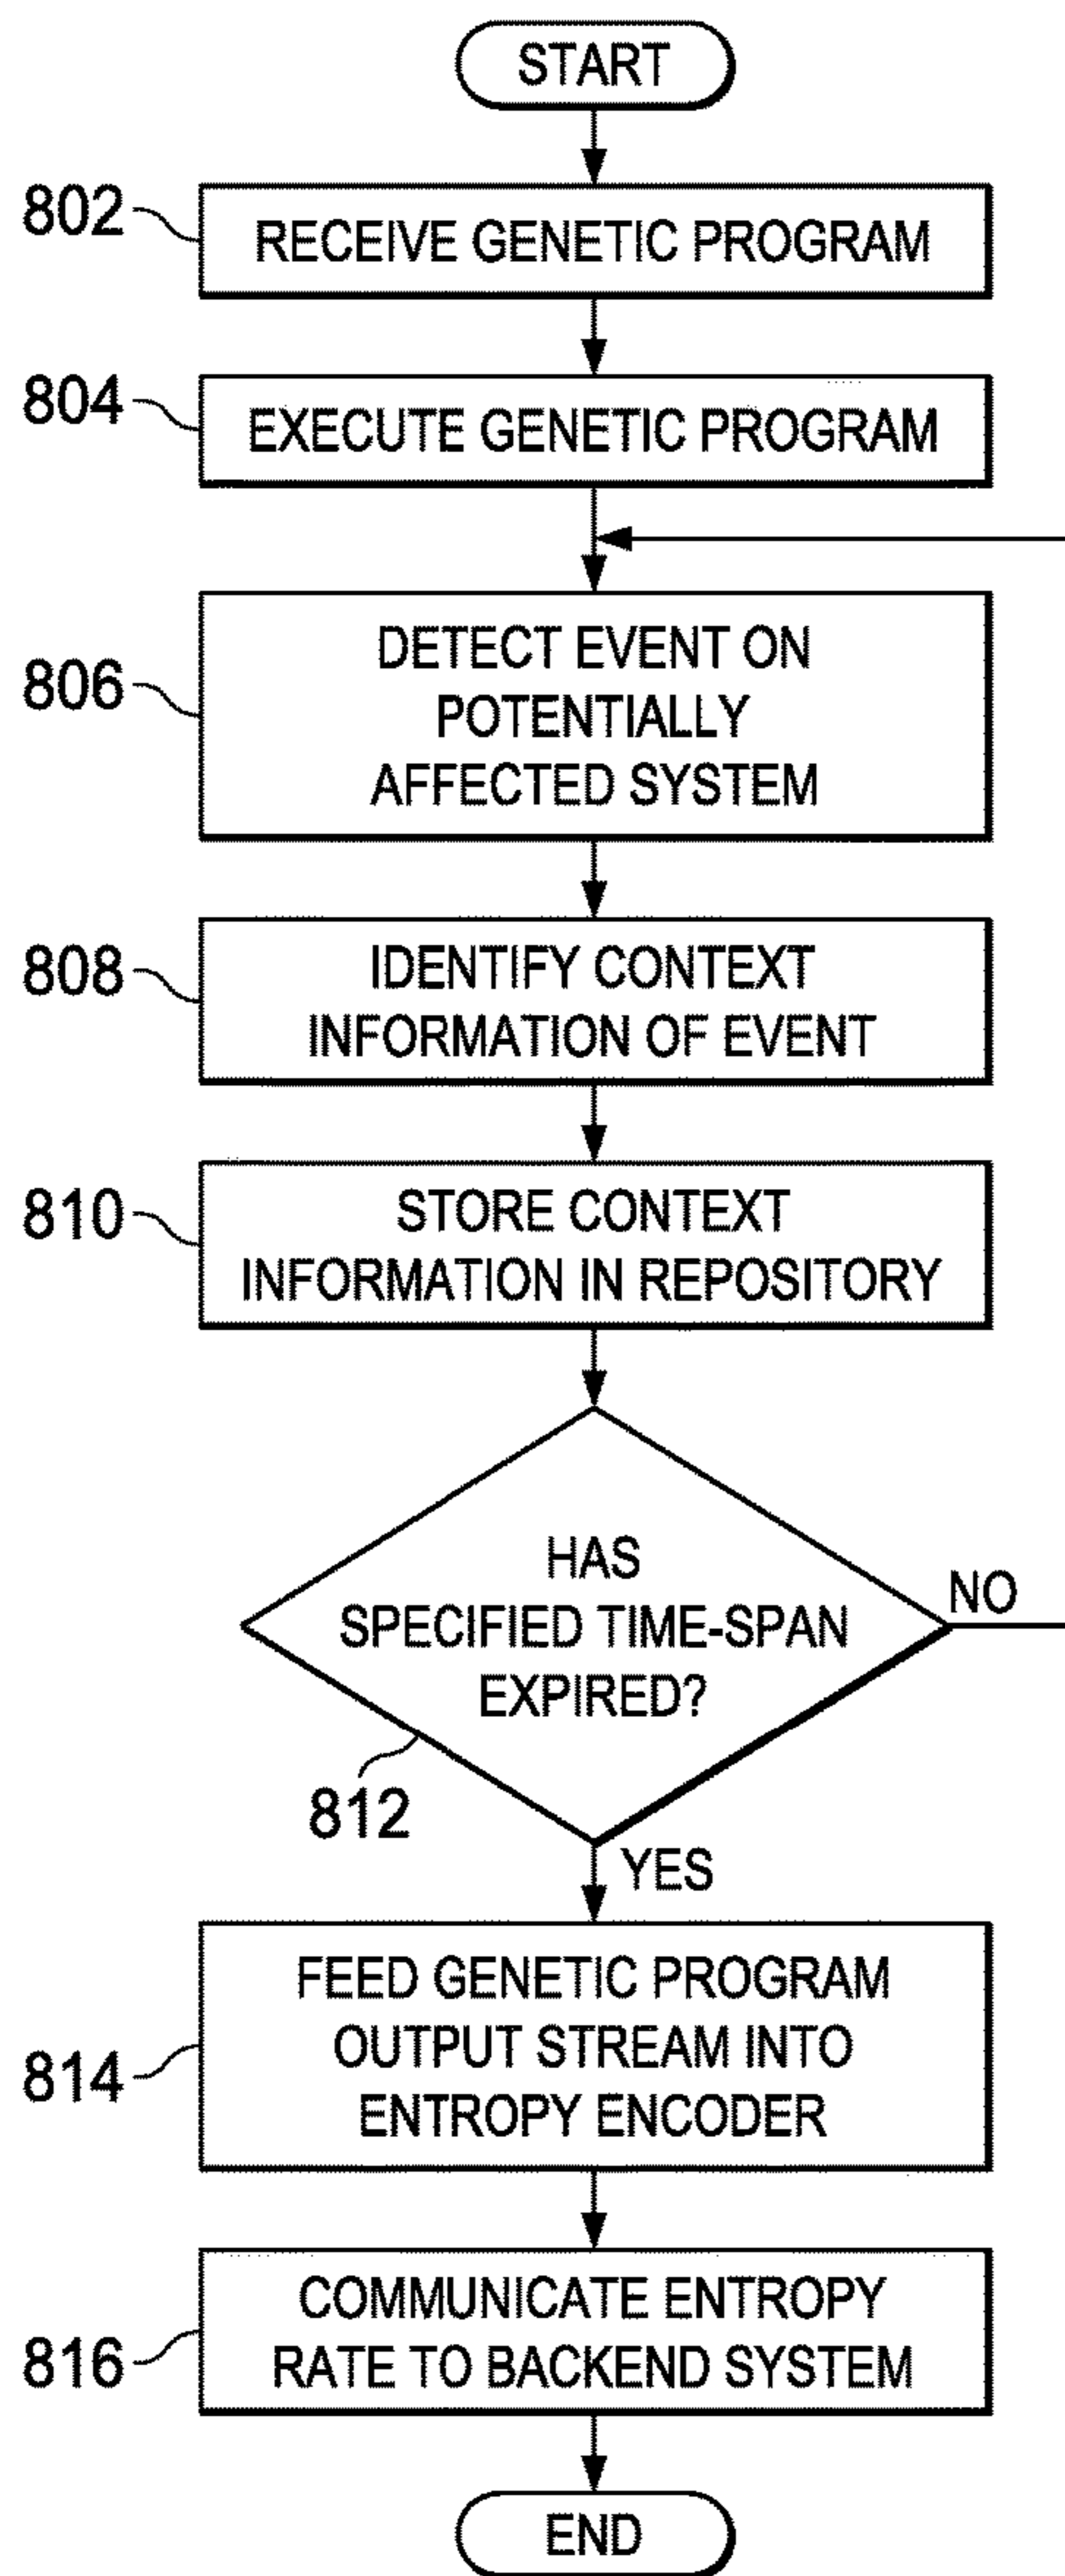 START
802
RECEIVE GENETIC PROGRAM
804
EXECUTE GENETIC PROGRAM
806
DETECT EVENT ON
POTENTIALLY
AFFECTED SYSTEM
808
IDENTIFY CONTEXT
INFORMATION OF EVENT
810
STORE CONTEXT
INFORMATION IN REPOSITORY
HAS
SPECIFIED TIME-SPAN
EXPIRED?
NO
812
YES
814
FEED GENETIC PROGRAM
OUTPUT STREAM INTO
ENTROPY ENCODER
816
COMMUNICATE ENTROPY
RATE TO BACKEND SYSTEM
END